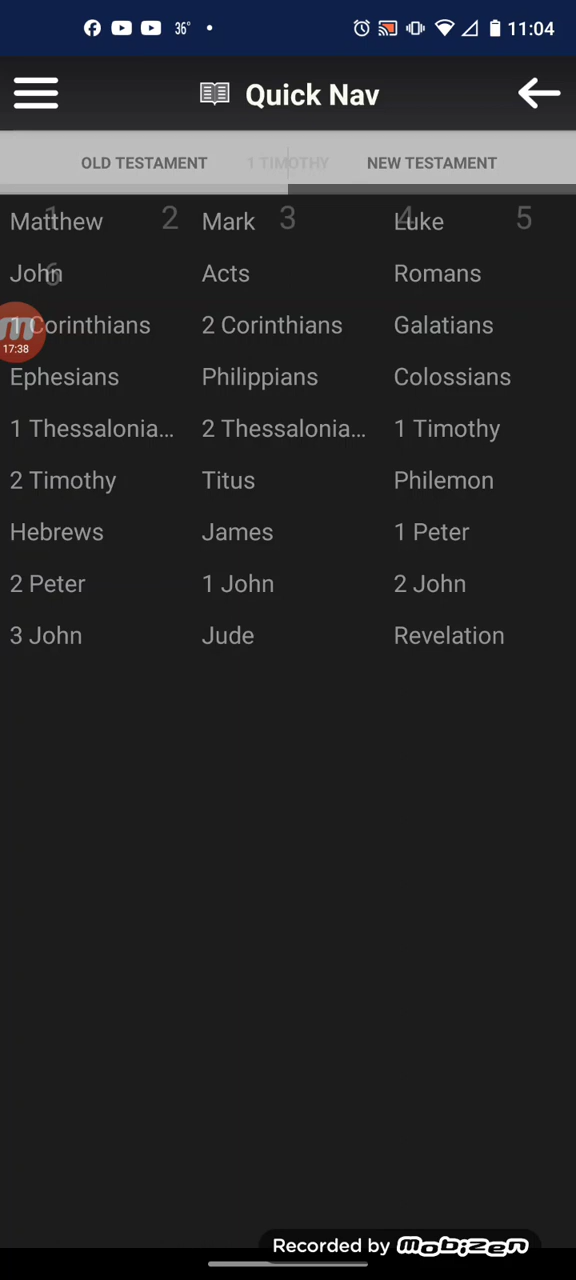 36° 11:04
Quick Nav
OLD TESTAMENT 1 TIMOTHY NEW TESTAMENT
1 2 3 4 5
Matthew Mark Luke
6
John Acts Romans
1 Corinthians 2 Corinthians Galatians
17:38
Ephesians Philippians Colossians
1 Thessalonia... 2 Thessalonia... 1 Timothy
2 Timothy Titus Philemon
Hebrews James 1 Peter
2 Peter 1 John 2 John
3 John Jude Revelation
Recorded by mobizen